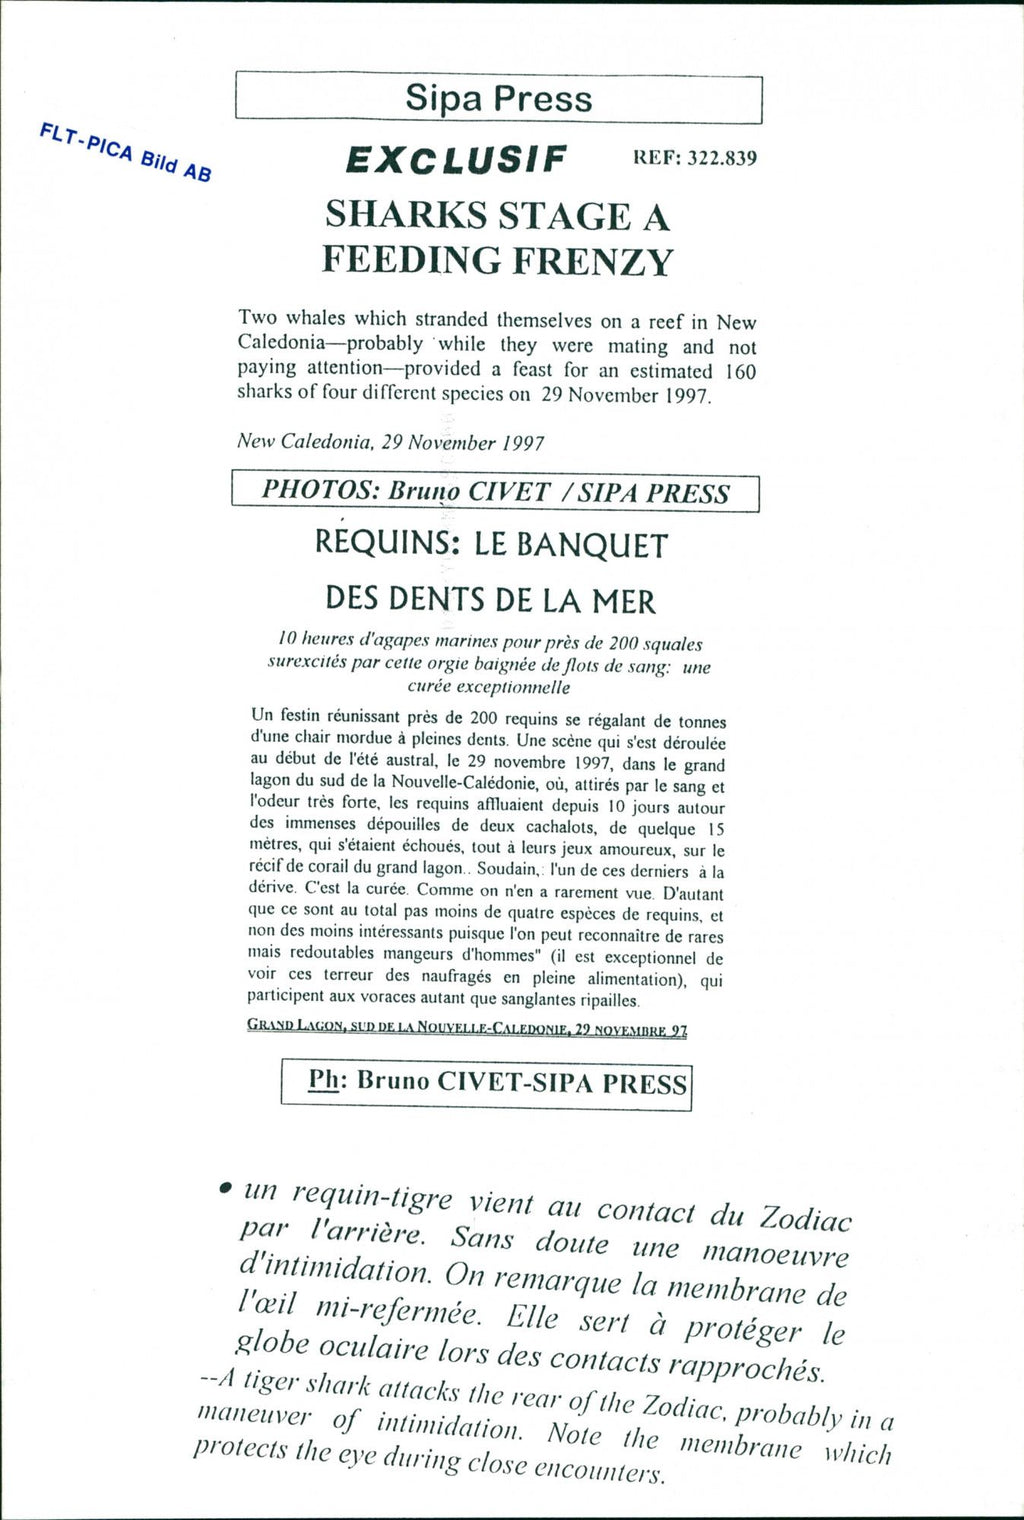 Sipa Press
FLT-PICA Bild AB
EXCLUSIF REF: 322.839
SHARKS STAGE A
FEEDING FRENZY
Two whales which stranded themselves on a reef in New
Caledonia—probably while they were mating and not
paying attention—provided a feast for an estimated 160
sharks of four different species on 29 November 1997.
New Caledonia, 29 November 1997
PHOTOS: Bruno CIVET / SIPA PRESS
RÉQUINS: LE BANQUET
DES DENTS DE LA MER
10 heures d'agapes marines pour près de 200 squales
surexcités par cette orgie baignée de flots de sang: une
curée exceptionnelle
Un festin réunissant près de 200 requins se régalant de tonnes
d'une chair mordue à pleines dents. Une scène qui s'est déroulée
au début de l'été austral, le 29 novembre 1997, dans le grand
lagon du sud de la Nouvelle-Calédonie, où, attirés par le sang et
l'odeur très forte, les requins affluaient depuis 10 jours autour
des immenses dépouilles de deux cachalots, de quelque 15
mètres, qui s'étaient échoués, tout à leurs jeux amoureux, sur le
récif de corail du grand lagon.. Soudain,: l'un de ces derniers à la
dérive. C'est la curée. Comme on n'en a rarement vue. D'autant
que ce sont au total pas moins de quatre espèces de requins, et
non des moins intéressants puisque l'on peut reconnaître de rares
mais redoutables mangeurs d'hommes" (il est exceptionnel de
voir ces terreur des naufragés en pleine alimentation), qui
participent aux voraces autant que sanglantes ripailles.
GRAND LAGON, SUD DE LA NOUVELLE-CALEDONIE, 29 NOVEMBRE 97
Ph: Bruno CIVET-SIPA PRESS
• un requin-tigre vient au contact du Zodiac
par l'arrière. Sans doute une manoeuvre
d'intimidation. On remarque la membrane de
l'œil mi-refermée. Elle sert à protéger le
globe oculaire lors des contacts rapprochés.
--A tiger shark attacks the rear of the Zodiac, probably in a
maneuver of intimidation. Note the membrane which
protects the eye during close encounters.